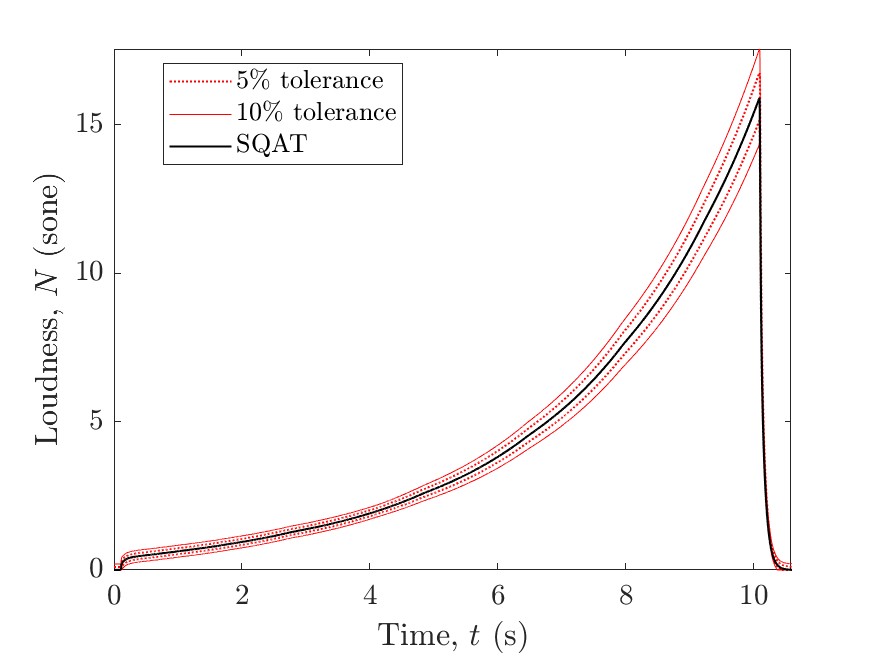 5% tolerance
10% tolerance
SQAT
15
10
5
0
Loudness, N (sone)
0 2 4 6 8 10
Time, t (s)